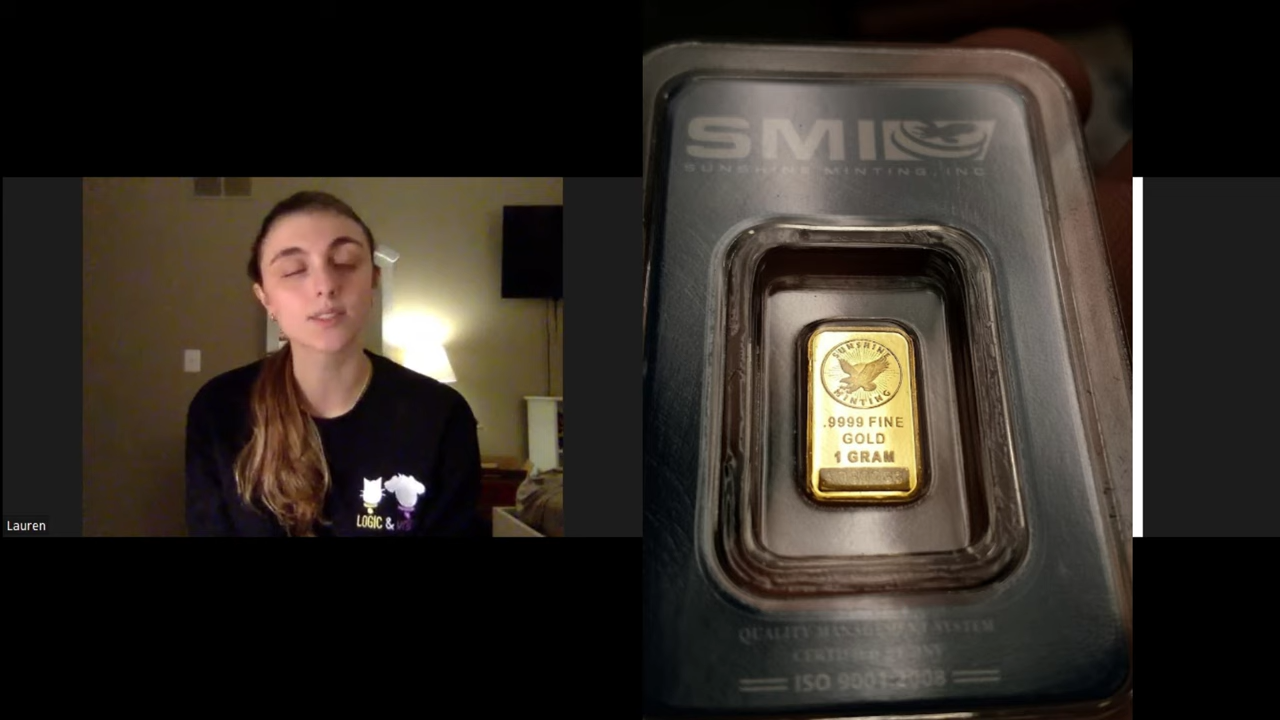 Lauren
LOGIC &
SMI
SUNSHINE MINTING, INC
SUNSHINE
MINTING
.9999 FINE
GOLD
1 GRAM
QUALITY MANAGEMENT SYSTEM
CERTIFIED BY
ISO 9001:2008